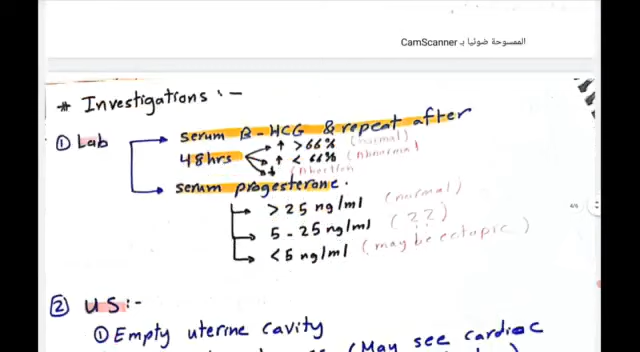 الممسوحة ضوئيا بـ CamScanner
* Investigations :-
① Lab
serum B-HCG & repeat after
48hrs
↑ >66% (normal)
↑ < 66% (Abnormal)
↓ (Abortion
serum progesterone.
> 25 ng/ml (normal)
5 - 25 ng/ml (??)
<5 ng/ml (may be ectopic)
② US:-
① Empty uterine cavity
(May see cardiac